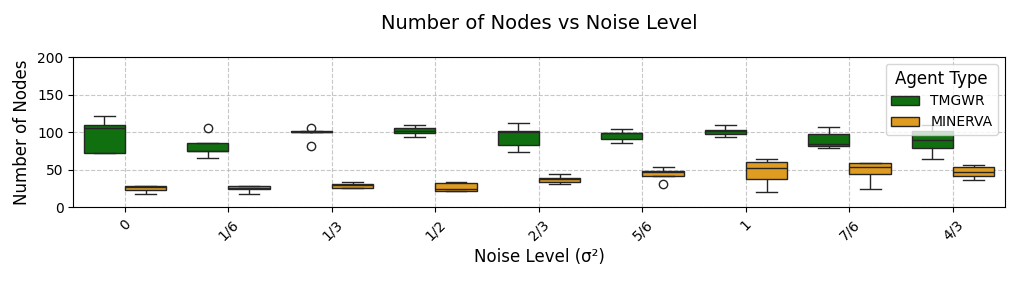 Number of Nodes vs Noise Level
Number of Nodes
200
150
100
50
0
Agent Type
TMGWR
MINERVA
0
1/6
1/3
1/2
2/3
5/6
1
7/6
4/3
Noise Level (σ²)